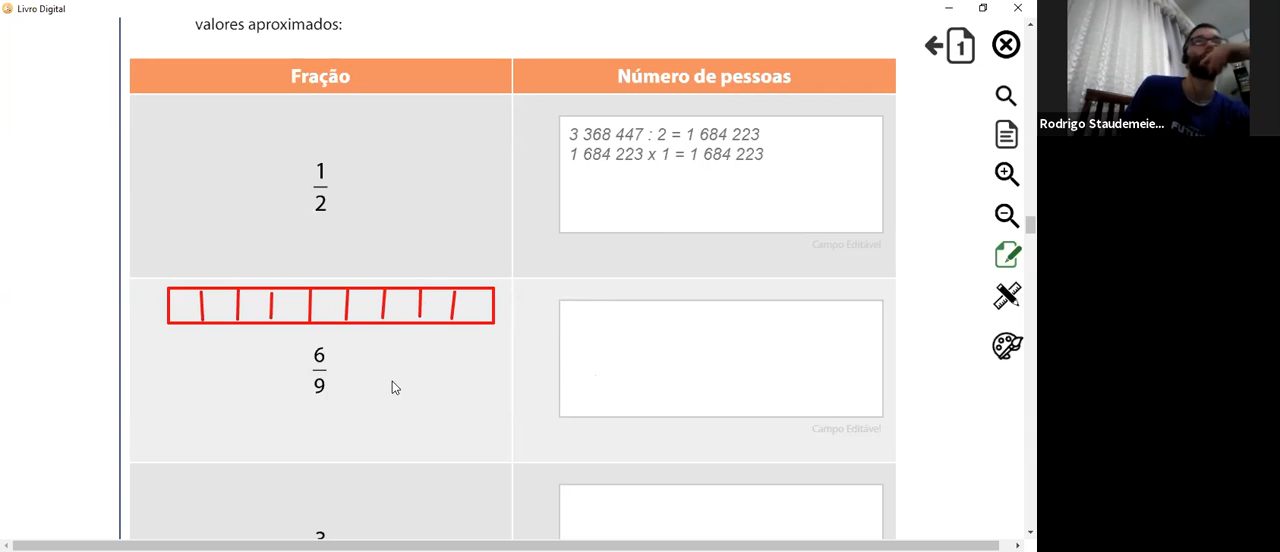 Livro Digital
valores aproximados:
Fração
Número de pessoas
1
2
3 368 447 : 2 = 1 684 223
1 684 223 x 1 = 1 684 223
Campo Editável
6
9
Campo Editável
1
Rodrigo Staudemeie...